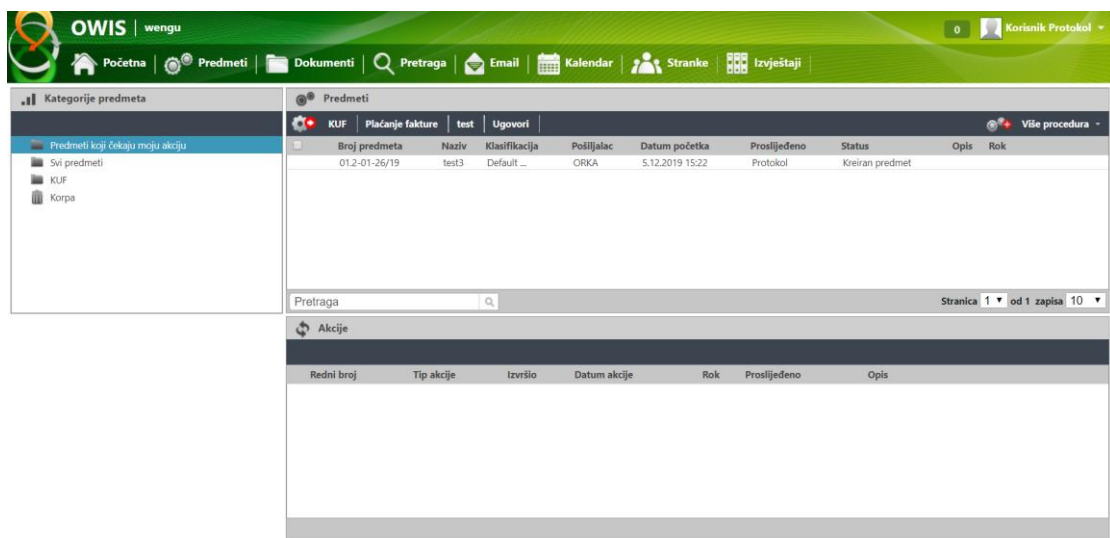 OWIS | wengu
0 Korisnik Protokol
Početna Predmeti Dokumenti Pretraga Email Kalendar Stranke Izvještaji
Kategorije predmeta
Predmeti koji čekaju moju akciju
Svi predmeti
KUF
Korpa
Predmeti
KUF Plaćanje fakture test Ugovori Više procedura
Broj predmeta Naziv Klasifikacija Pošiljalac Datum početka Proslijeđeno Status Opis Rok
01.2-01-26/19 test3 Default ... ORKA 5.12.2019 15:22 Protokol Kreiran predmet
Pretraga Stranica 1 od 1 zapisa 10
Akcije
Redni broj Tip akcije Izvršio Datum akcije Rok Proslijeđeno Opis